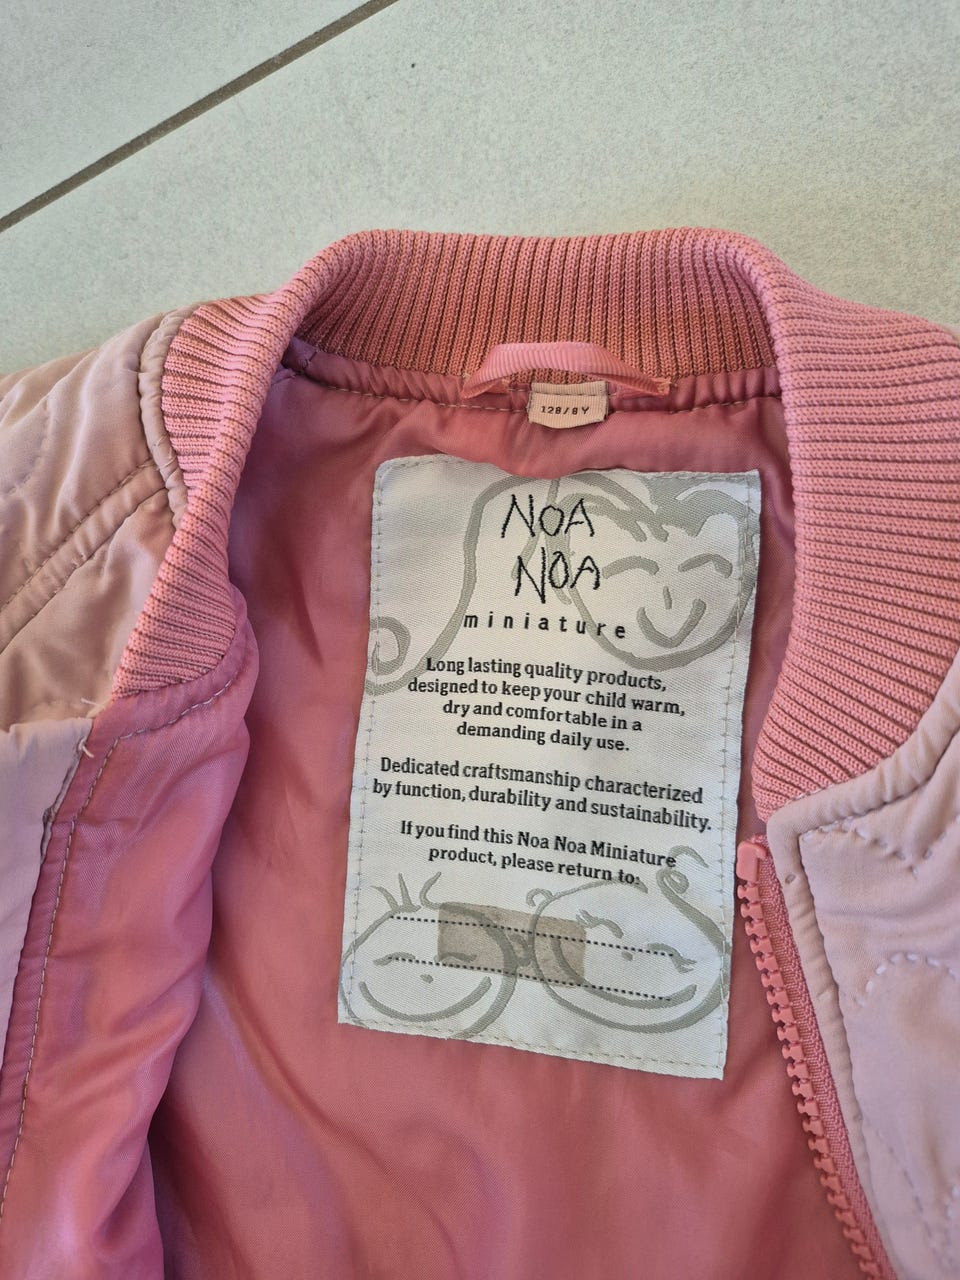 128/8Y
NOA
NOA
miniature
Long lasting quality products,
designed to keep your child warm,
dry and comfortable in a
demanding daily use.
Dedicated craftsmanship characterized
by function, durability and sustainability.
If you find this Noa Noa Miniature
product, please return to: